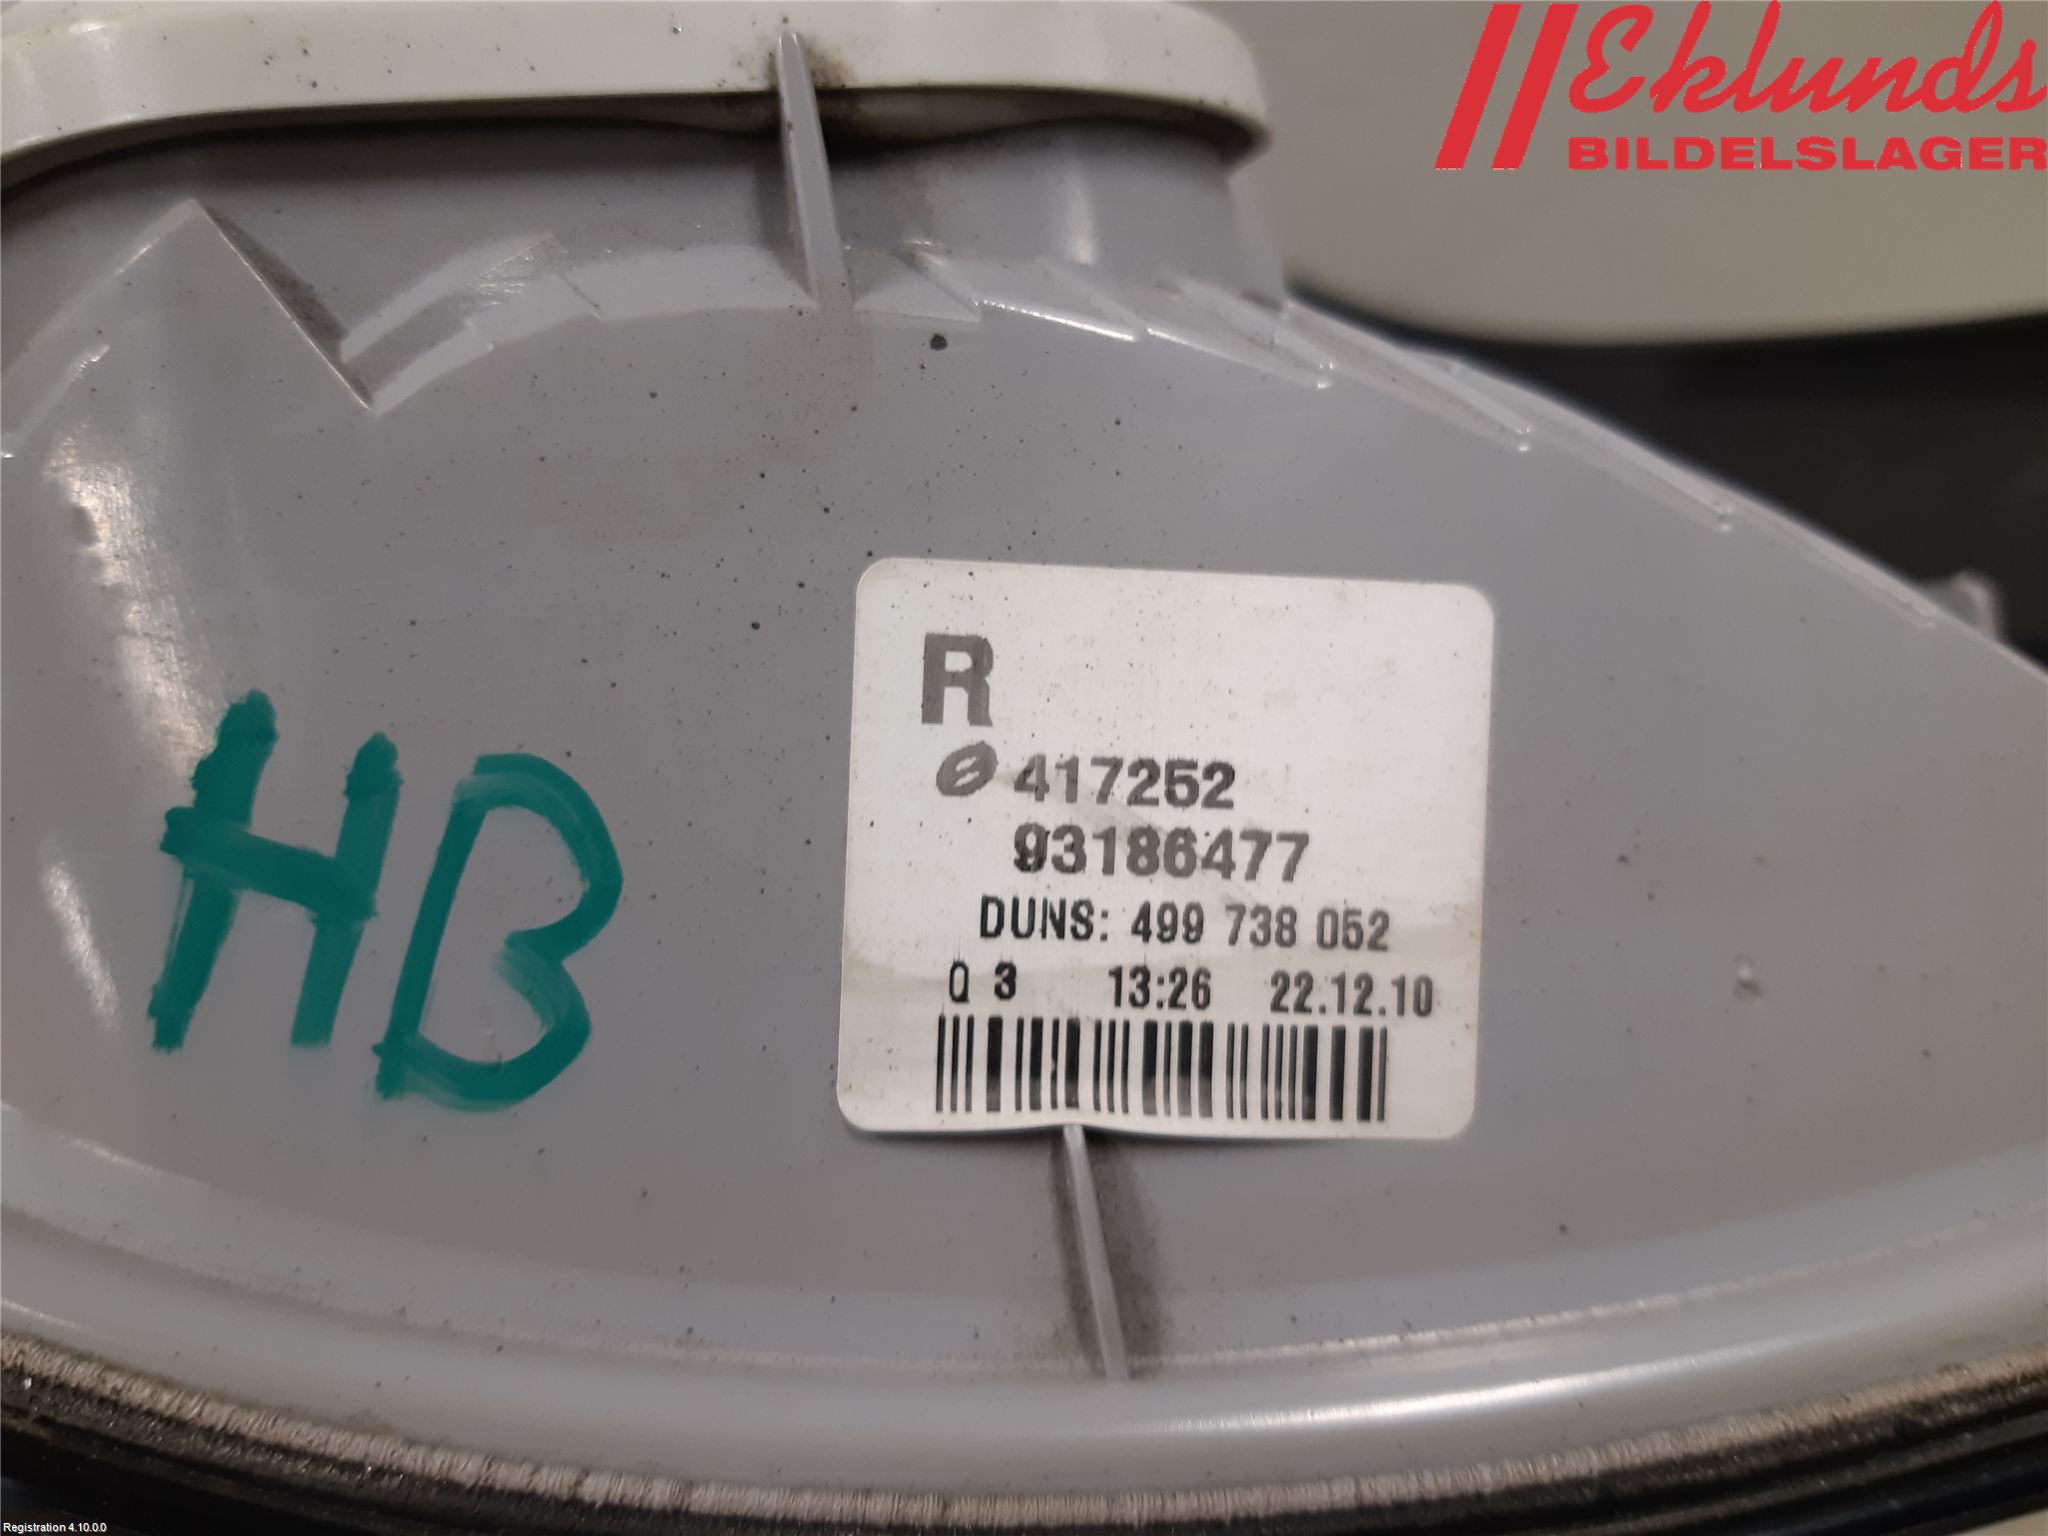 Eklunds
BILDELSLAGER
HB
R
417252
93186477
DUNS: 499 738 052
Q 3 13:26 22.12.10
Registration 4.10.0.0